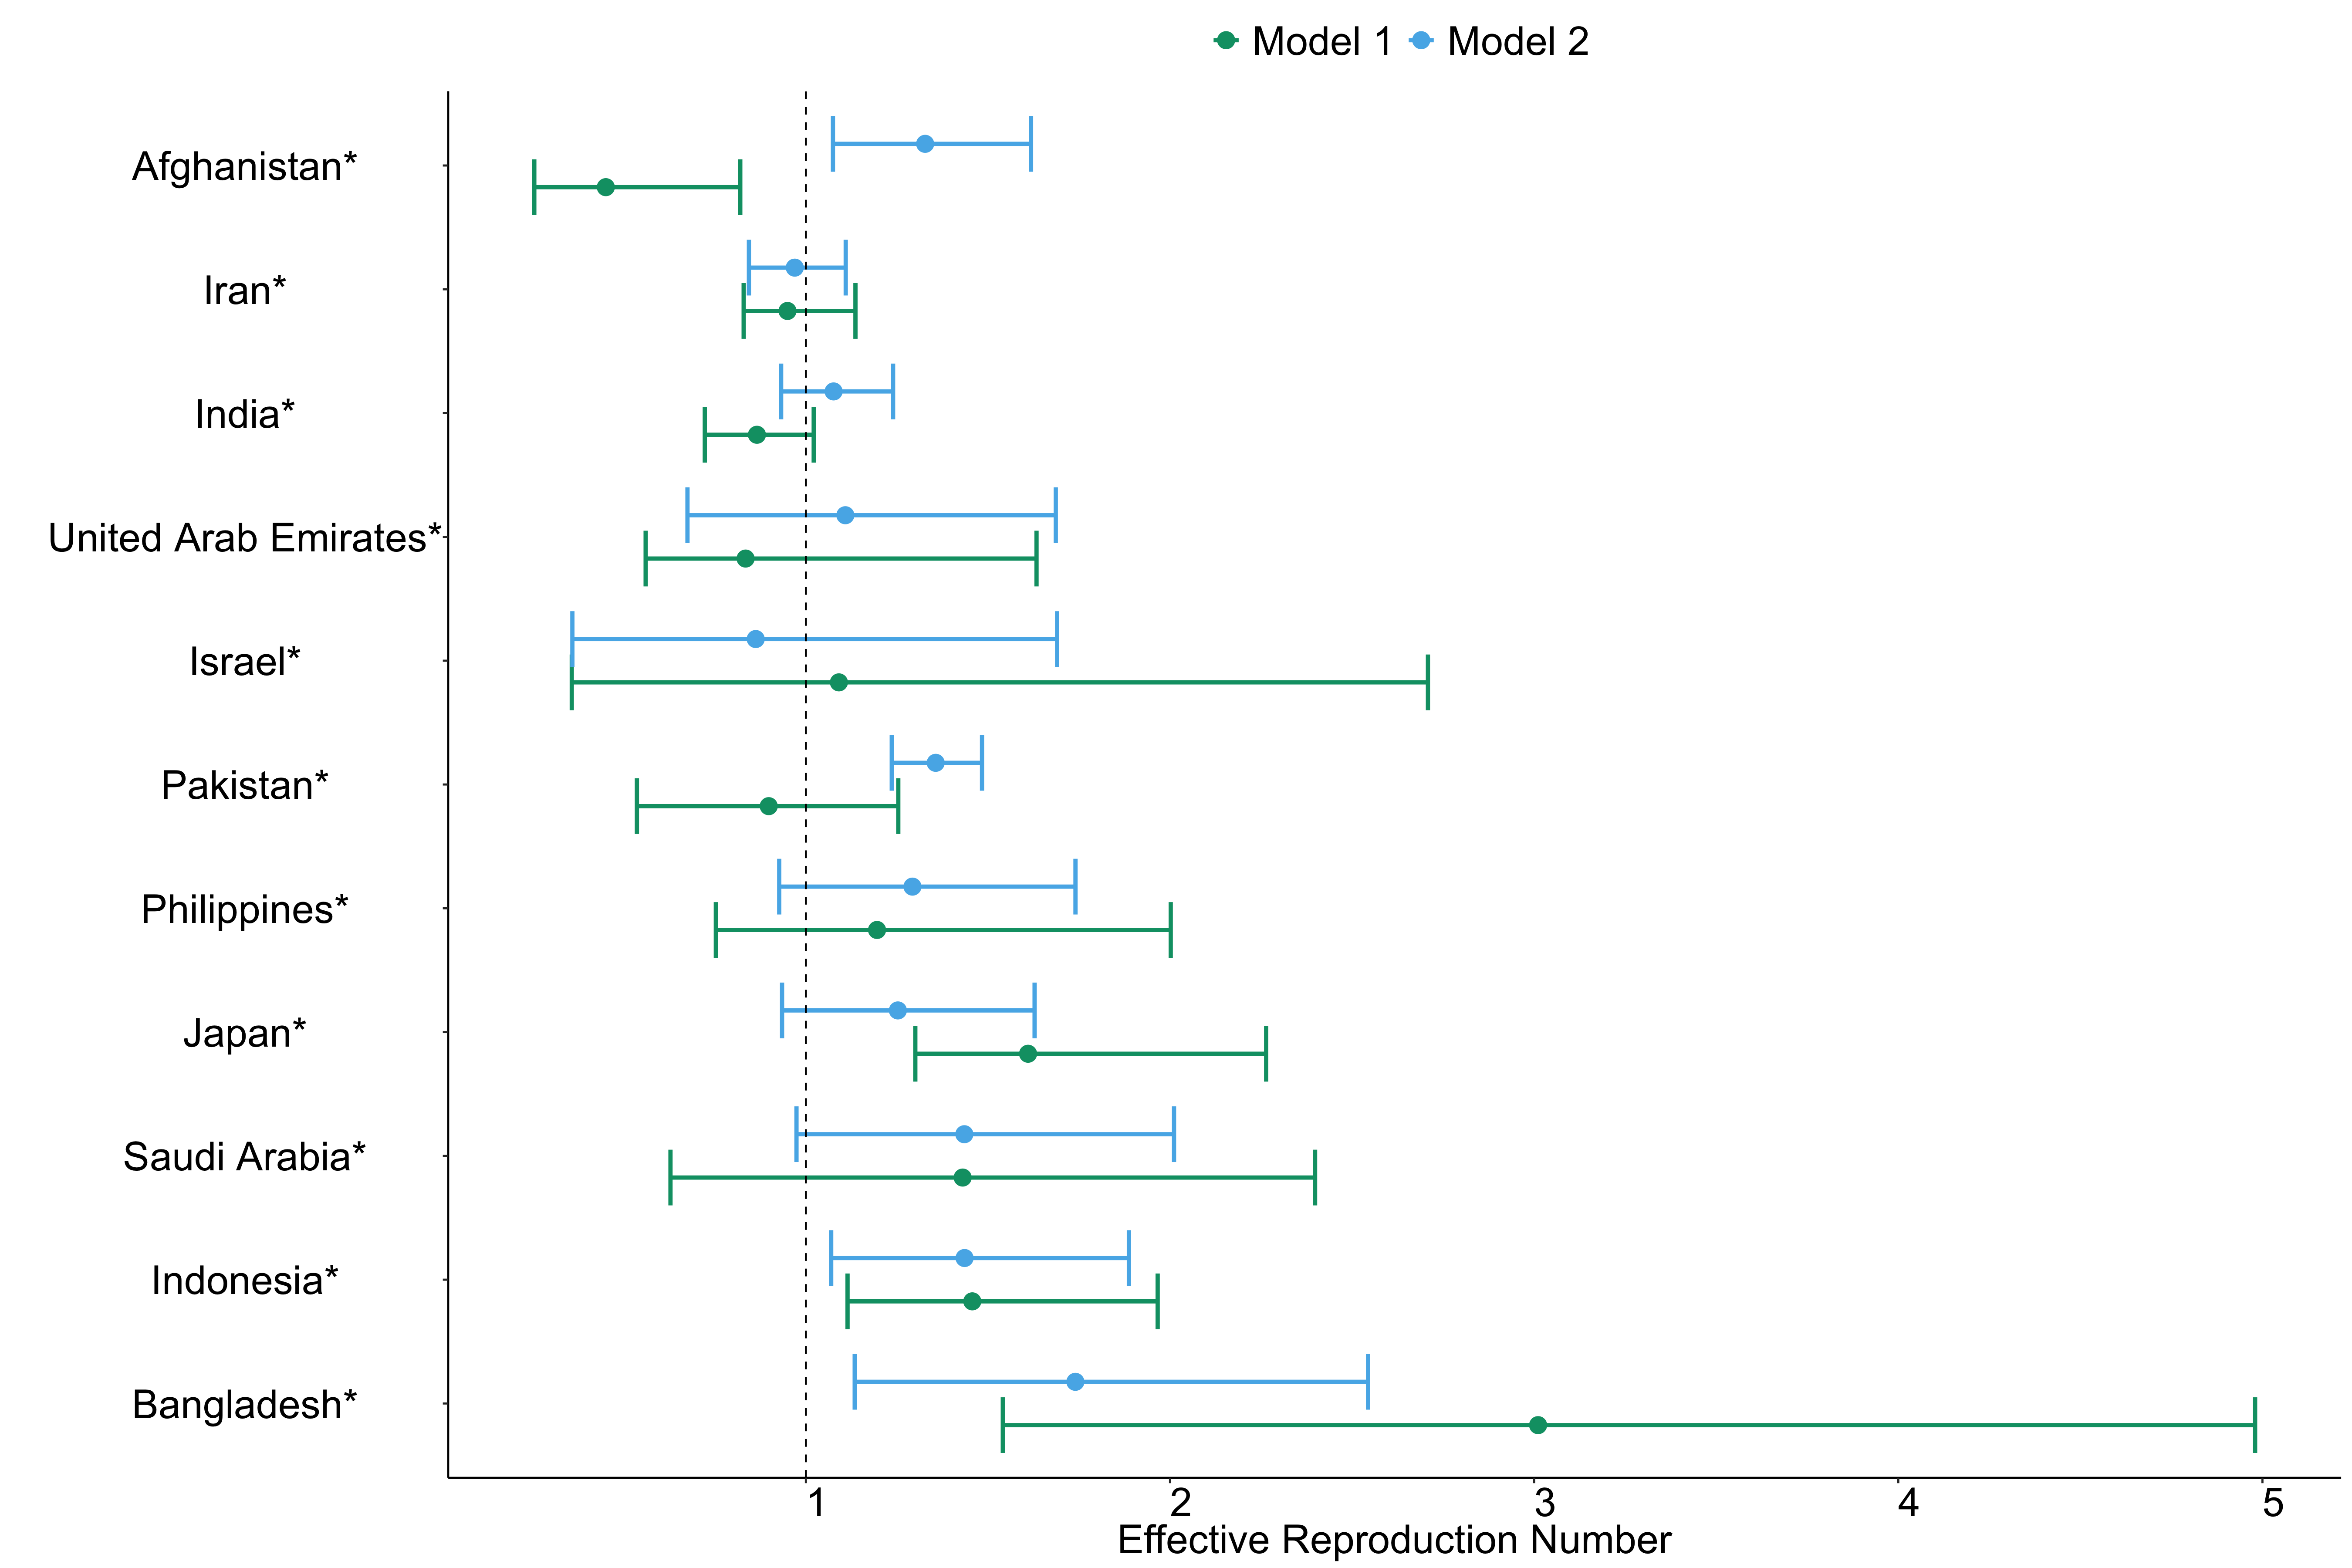 Model 1 Model 2
Afghanistan*
Iran*
India*
United Arab Emirates*
Israel*
Pakistan*
Philippines*
Japan*
Saudi Arabia*
Indonesia*
Bangladesh*
1 2 3 4 5
Effective Reproduction Number